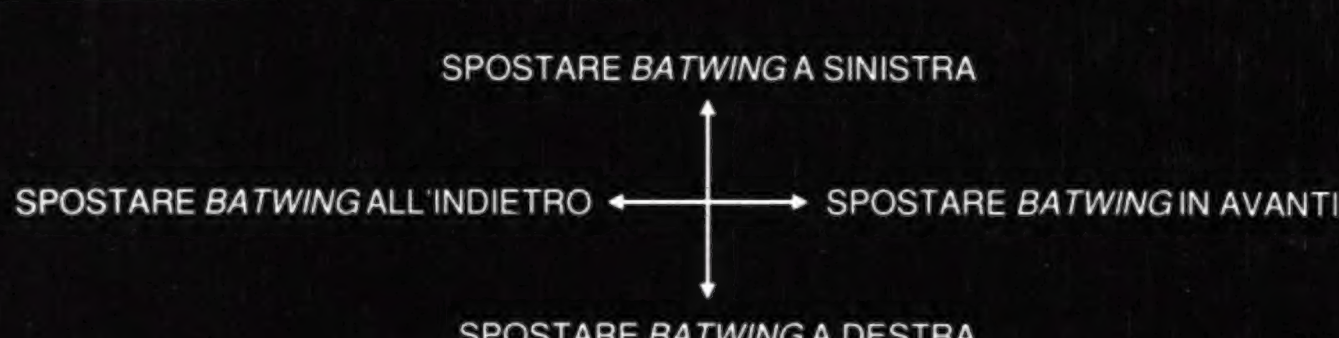 SPOSTARE BATWING A SINISTRA
SPOSTARE BATWING ALL'INDIETRO
SPOSTARE BATWING IN AVANTI
SPOSTARE BATWING A DESTRA